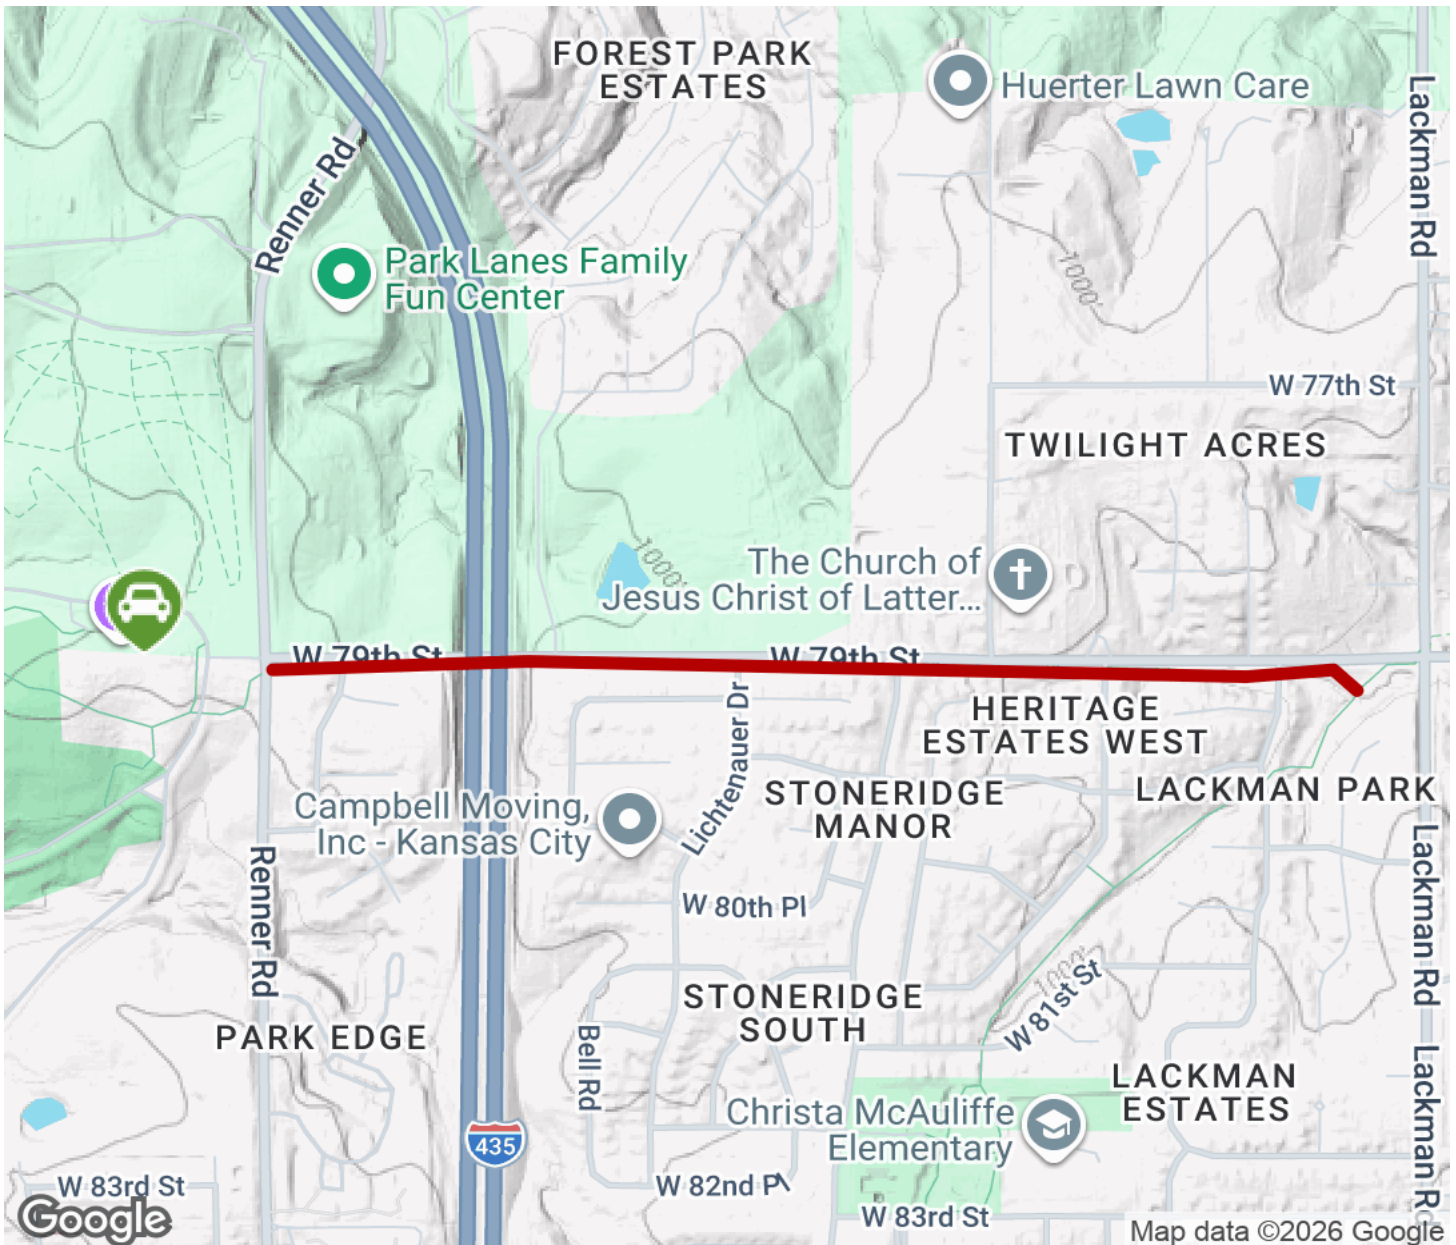 FOREST PARK
ESTATES
Huerter Lawn Care
Lackman Rd
Renner Rd
Park Lanes Family
Fun Center
1000'
W 77th St
TWILIGHT ACRES
1000'
The Church of
Jesus Christ of Latter...
W 79th St
W 79th St
HERITAGE
ESTATES WEST
Lichtenauer Dr
STONERIDGE
MANOR
LACKMAN PARK
Campbell Moving,
Inc - Kansas City
Renner Rd
Lackman Rd
W 80th Pl
1000'
W 81st St
STONERIDGE
SOUTH
PARK EDGE
Bell Rd
Lackman Rd
LACKMAN
ESTATES
Christa McAuliffe
Elementary
435
W 83rd St
W 82nd Pl
W 83rd St
Google
Map data ©2026 Google